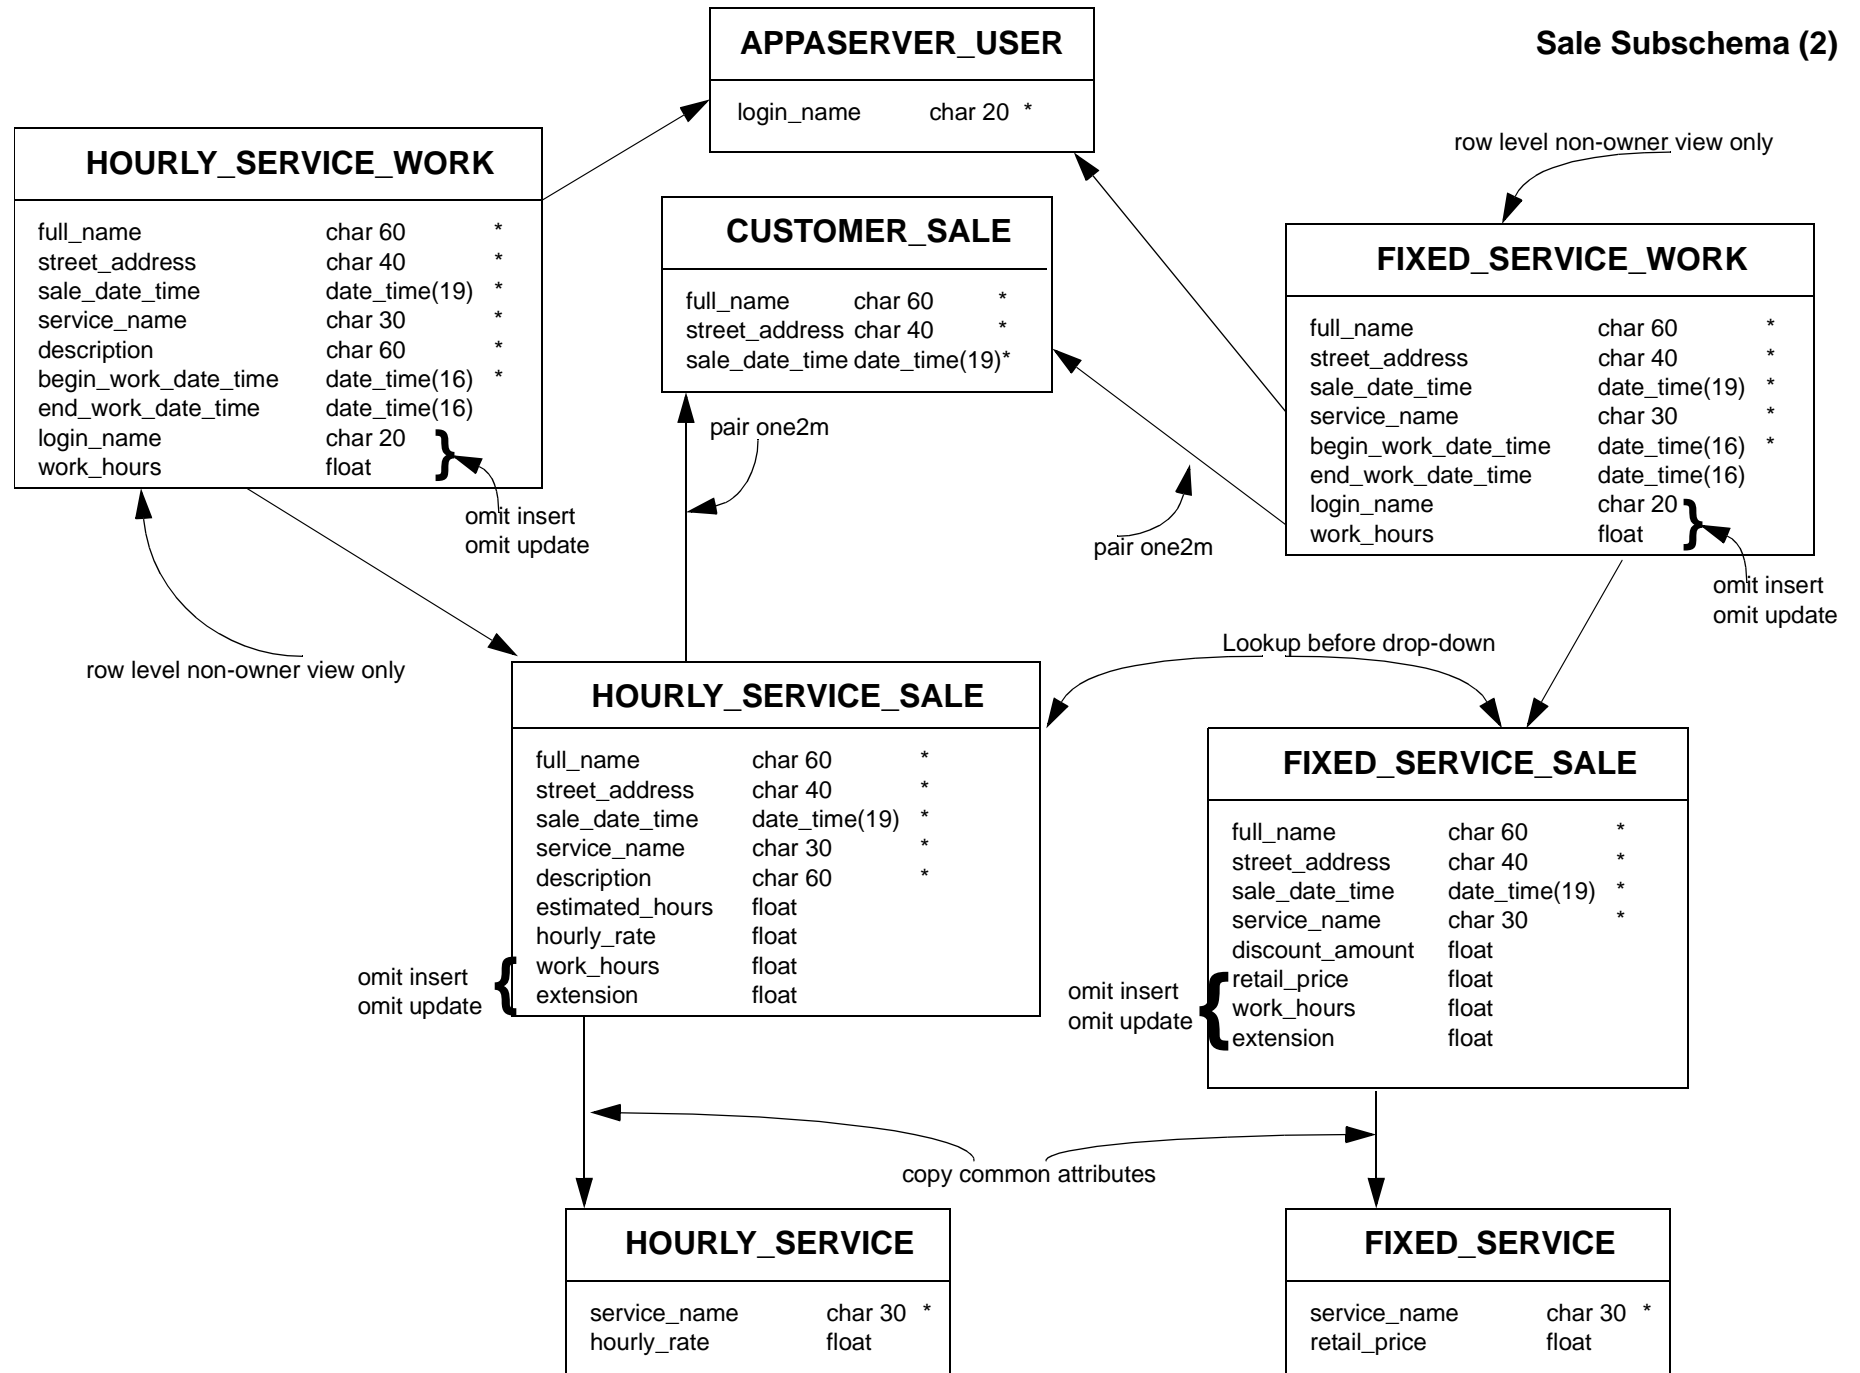 Sale Subschema (2)
APPASERVER_USER
login_name char 20 *
HOURLY_SERVICE_WORK
full_name char 60 *
street_address char 40 *
sale_date_time date_time(19) *
service_name char 30 *
description char 60 *
begin_work_date_time date_time(16) *
end_work_date_time date_time(16)
login_name char 20
work_hours float
omit insert
omit update
row level non-owner view only
CUSTOMER_SALE
full_name char 60 *
street_address char 40 *
sale_date_time date_time(19)*
pair one2m
pair one2m
row level non-owner view only
FIXED_SERVICE_WORK
full_name char 60 *
street_address char 40 *
sale_date_time date_time(19) *
service_name char 30 *
begin_work_date_time date_time(16) *
end_work_date_time date_time(16)
login_name char 20
work_hours float
omit insert
omit update
Lookup before drop-down
HOURLY_SERVICE_SALE
full_name char 60 *
street_address char 40 *
sale_date_time date_time(19) *
service_name char 30 *
description char 60 *
estimated_hours float
hourly_rate float
work_hours float
extension float
omit insert
omit update
FIXED_SERVICE_SALE
full_name char 60 *
street_address char 40 *
sale_date_time date_time(19) *
service_name char 30 *
discount_amount float
retail_price float
work_hours float
extension float
omit insert
omit update
copy common attributes
HOURLY_SERVICE
service_name char 30 *
hourly_rate float
FIXED_SERVICE
service_name char 30 *
retail_price float